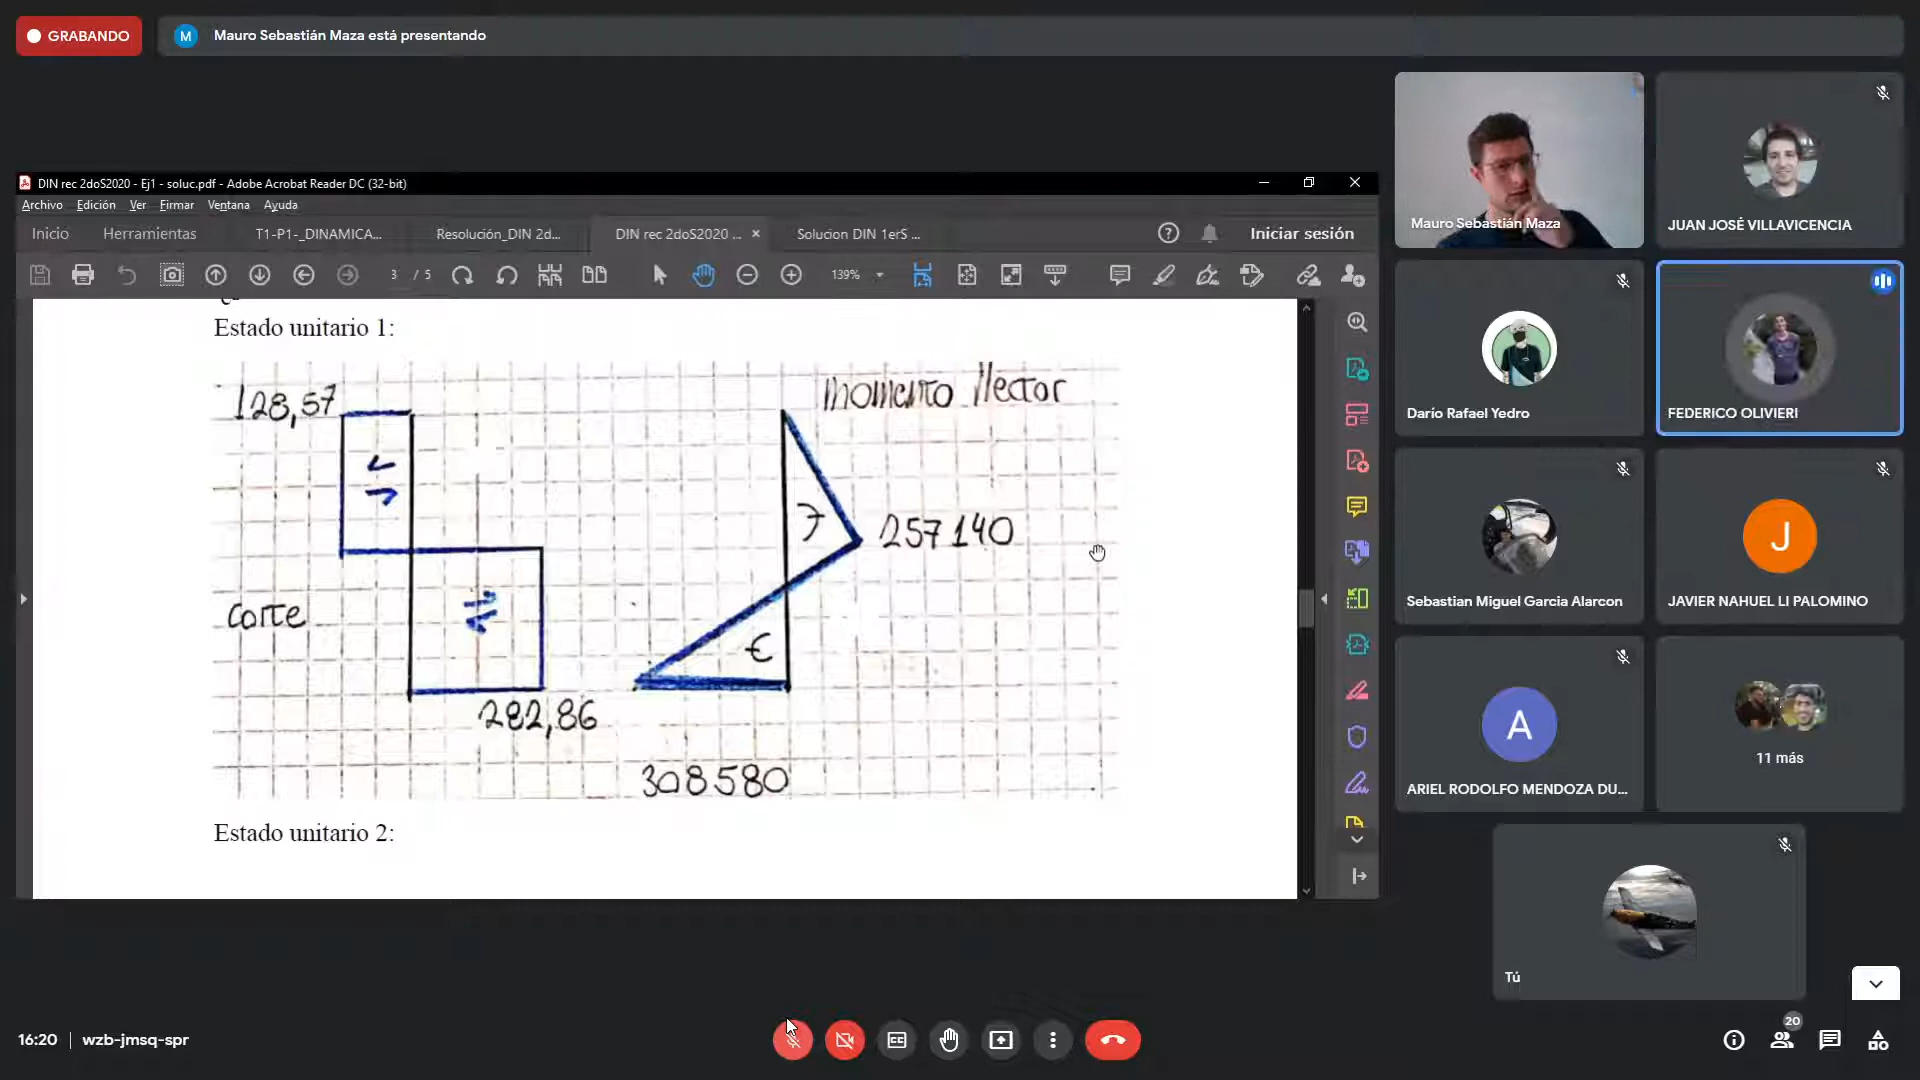 GRABANDO
M
Mauro Sebastián Maza está presentando
DIN rec 2doS2020 - Ej1 - soluc.pdf - Adobe Acrobat Reader DC (32-bit)
Archivo Edición Ver Firmar Ventana Ayuda
Inicio Herramientas T1-P1-_DINAMICA... Resolución_DIN 2d... DIN rec 2doS2020 ... Solucion DIN 1erS ... Iniciar sesión
3 / 5 139%
Estado unitario 1:
128,57
momento flector
257140
corte
282,86
308580
Estado unitario 2:
Mauro Sebastián Maza
JUAN JOSÉ VILLAVICENCIA
Darío Rafael Yedro
FEDERICO OLIVIERI
Sebastian Miguel Garcia Alarcon
J
JAVIER NAHUEL LI PALOMINO
A
ARIEL RODOLFO MENDOZA DU...
11 más
Tú
16:20 | wzb-jmsq-spr
20